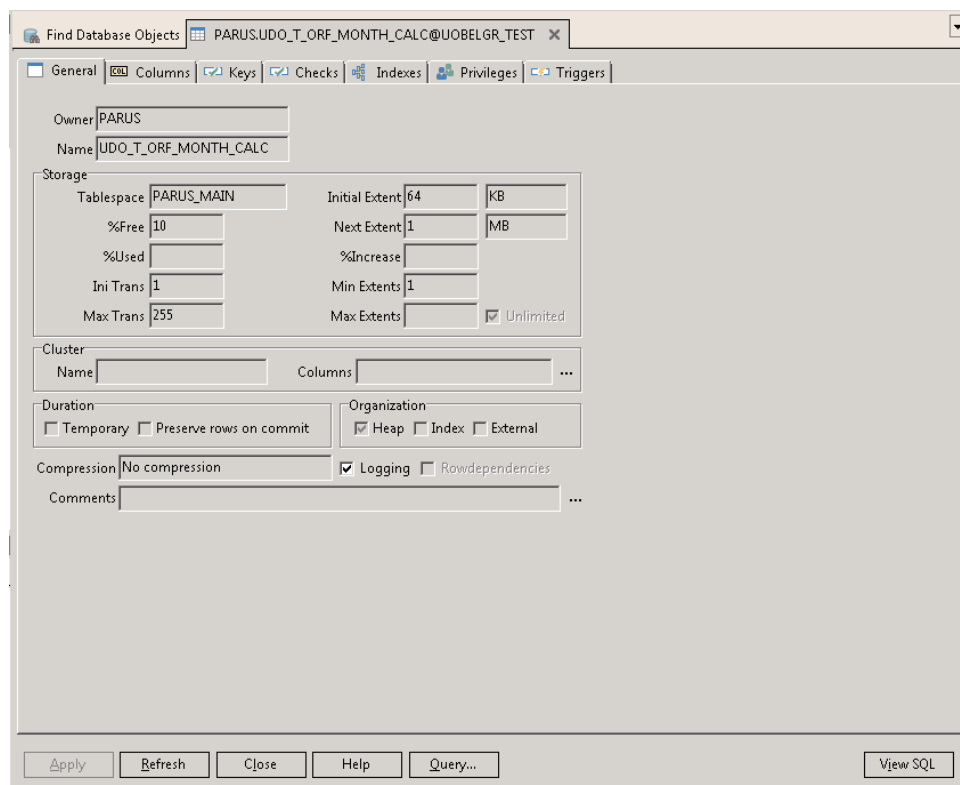 Find Database Objects PARUS.UDO_T_ORF_MONTH_CALC@UOBELGR_TEST
General COL Columns Keys Checks Indexes Privileges Triggers
Owner PARUS
Name UDO_T_ORF_MONTH_CALC
Storage
Tablespace PARUS_MAIN Initial Extent 64 KB
%Free 10 Next Extent 1 MB
%Used %Increase
Ini Trans 1 Min Extents 1
Max Trans 255 Max Extents Unlimited
Cluster
Name Columns ...
Duration Organization
Temporary Preserve rows on commit Heap Index External
Compression No compression Logging Rowdependencies
Comments ...
Apply Refresh Close Help Query... View SQL